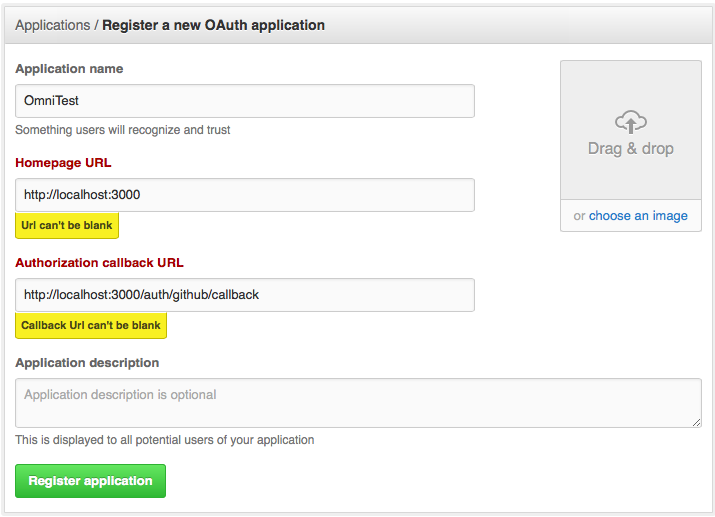 Applications / Register a new OAuth application
Application name
OmniTest
Something users will recognize and trust
Drag & drop
or choose an image
Homepage URL
http://localhost:3000
Url can't be blank
Authorization callback URL
http://localhost:3000/auth/github/callback
Callback Url can't be blank
Application description
Application description is optional
This is displayed to all potential users of your application
Register application